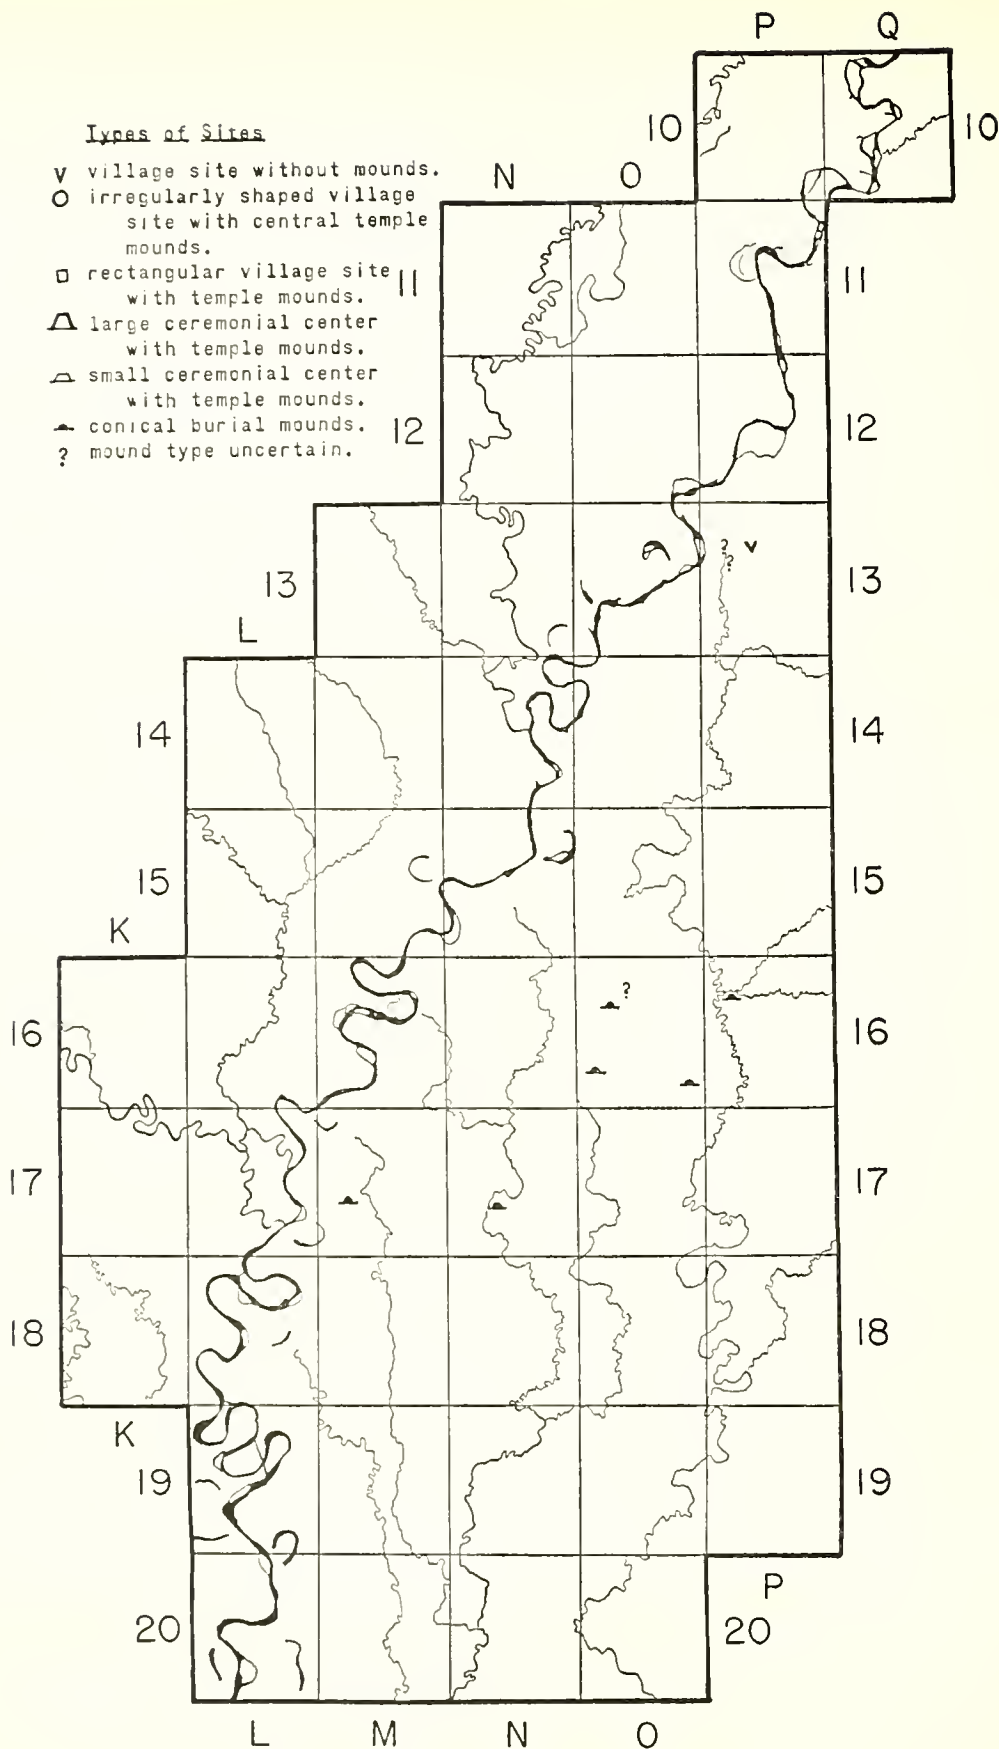 P Q
10 10
Types of Sites
N O
v village site without mounds.
irregularly shaped village
site with central temple
mounds.
rectangular village site
with temple mounds.
11 11
large ceremonial center
with temple mounds.
small ceremonial center
with temple mounds.
conical burial mounds.
12 12
? mound type uncertain.
? v
?
13 13
L
14 14
15 15
K
?
16 16
17 17
18 18
K
19 19
P
20 20
L M N O